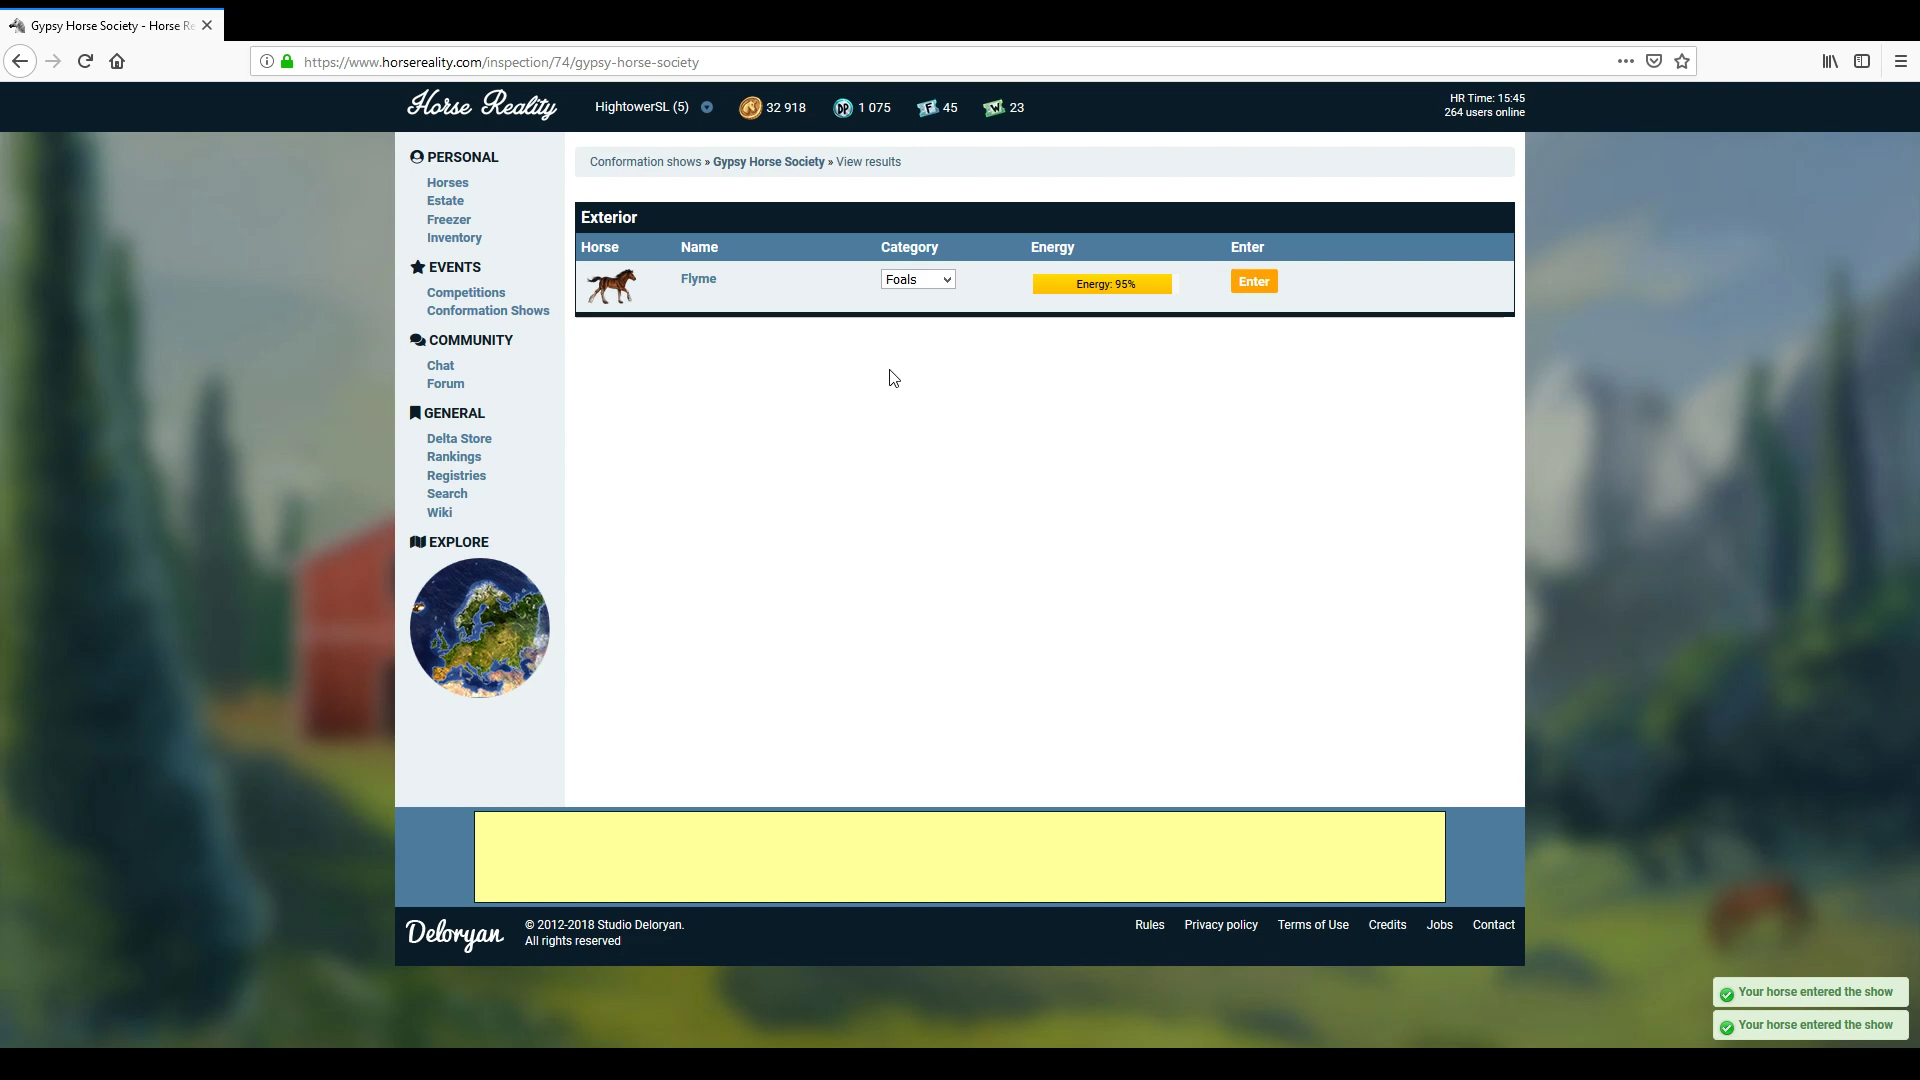 Gypsy Horse Society - Horse Re
https://www.horsereality.com/inspection/74/gypsy-horse-society
Horse Reality
HightowerSL (5)
32 918
DP
1 075
F
45
W
23
HR Time: 15:45
264 users online
PERSONAL
Horses
Estate
Freezer
Inventory
EVENTS
Competitions
Conformation Shows
COMMUNITY
Chat
Forum
GENERAL
Delta Store
Rankings
Registries
Search
Wiki
EXPLORE
Conformation shows » Gypsy Horse Society » View results
Exterior
Horse Name Category Energy Enter
Flyme Foals Energy: 95% Enter
Deloryan
© 2012-2018 Studio Deloryan.
All rights reserved
Rules Privacy policy Terms of Use Credits Jobs Contact
Your horse entered the show
Your horse entered the show